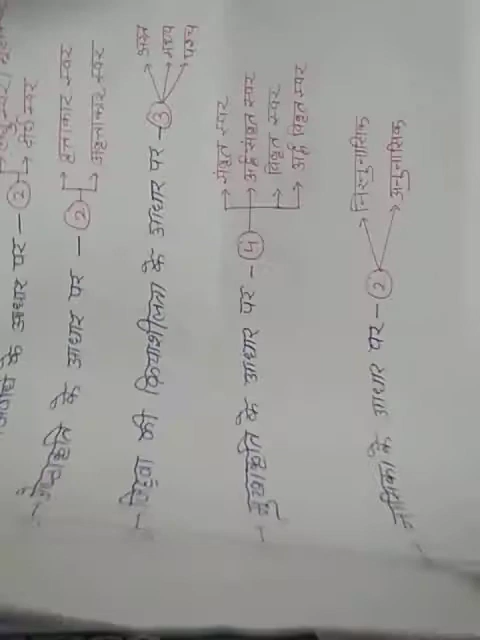 के आधार पर - ② दीर्घ स्वर
→ ओष्ठाकृति के आधार पर - ② वृत्ताकार स्वर
अवृत्ताकार स्वर
→ जिह्वा की क्रियाशीलता के आधार पर - ③ अग्र
मध्य
पश्च
→ मुखाकृति के आधार पर - ④ संवृत स्वर
अर्द्ध संवृत स्वर
विवृत स्वर
अर्द्ध विवृत स्वर
→ नासिका के आधार पर - ② निरनुनासिक
अनुनासिक